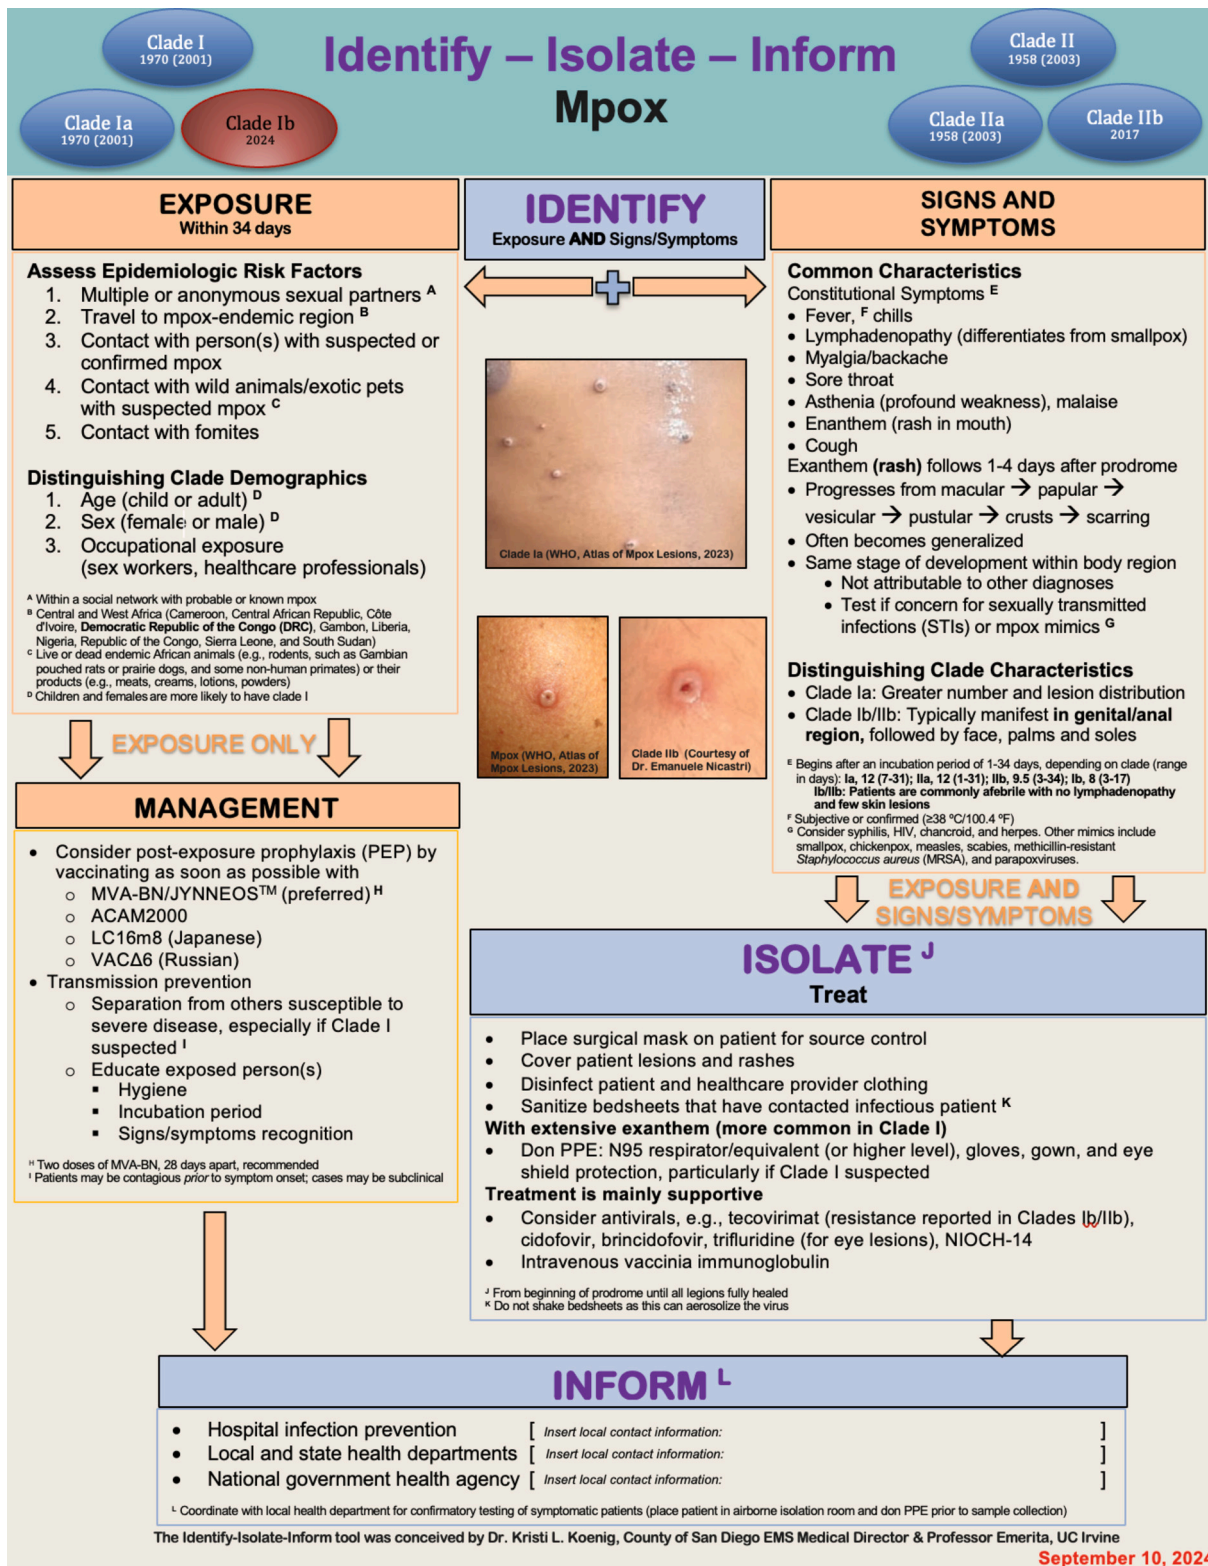 Clade I
1970 (2001)
Clade Ia
1970 (2001)
Clade Ib
2024
Identify – Isolate – Inform
Mpox
Clade II
1958 (2003)
Clade IIa
1958 (2003)
Clade IIb
2017
EXPOSURE
Within 34 days
Assess Epidemiologic Risk Factors
1. Multiple or anonymous sexual partners A
2. Travel to mpox-endemic region B
3. Contact with person(s) with suspected or
confirmed mpox
4. Contact with wild animals/exotic pets
with suspected mpox C
5. Contact with fomites
Distinguishing Clade Demographics
1. Age (child or adult) D
2. Sex (female or male) D
3. Occupational exposure
(sex workers, healthcare professionals)
A Within a social network with probable or known mpox
B Central and West Africa (Cameroon, Central African Republic, Côte
d'Ivoire, Democratic Republic of the Congo (DRC), Gambon, Liberia,
Nigeria, Republic of the Congo, Sierra Leone, and South Sudan)
C Live or dead endemic African animals (e.g., rodents, such as Gambian
pouched rats or prairie dogs, and some non-human primates) or their
products (e.g., meats, creams, lotions, powders)
D Children and females are more likely to have clade I
EXPOSURE ONLY
MANAGEMENT
• Consider post-exposure prophylaxis (PEP) by
vaccinating as soon as possible with
o MVA-BN/JYNNEOS™ (preferred) H
o ACAM2000
o LC16m8 (Japanese)
o VACΔ6 (Russian)
• Transmission prevention
o Separation from others susceptible to
severe disease, especially if Clade I
suspected I
o Educate exposed person(s)
▪ Hygiene
▪ Incubation period
▪ Signs/symptoms recognition
H Two doses of MVA-BN, 28 days apart, recommended
I Patients may be contagious prior to symptom onset; cases may be subclinical
IDENTIFY
Exposure AND Signs/Symptoms
Clade Ia (WHO, Atlas of Mpox Lesions, 2023)
Mpox (WHO, Atlas of
Mpox Lesions, 2023)
Clade IIb (Courtesy of
Dr. Emanuele Nicastri)
SIGNS AND
SYMPTOMS
Common Characteristics
Constitutional Symptoms E
• Fever, F chills
• Lymphadenopathy (differentiates from smallpox)
• Myalgia/backache
• Sore throat
• Asthenia (profound weakness), malaise
• Enanthem (rash in mouth)
• Cough
Exanthem (rash) follows 1-4 days after prodrome
• Progresses from macular → papular →
vesicular → pustular → crusts → scarring
• Often becomes generalized
• Same stage of development within body region
• Not attributable to other diagnoses
• Test if concern for sexually transmitted
infections (STIs) or mpox mimics G
Distinguishing Clade Characteristics
• Clade Ia: Greater number and lesion distribution
• Clade Ib/IIb: Typically manifest in genital/anal
region, followed by face, palms and soles
E Begins after an incubation period of 1-34 days, depending on clade (range
in days): Ia, 12 (7-31); IIa, 12 (1-31); IIb, 9.5 (3-34); Ib, 8 (3-17)
Ib/IIb: Patients are commonly afebrile with no lymphadenopathy
and few skin lesions
F Subjective or confirmed (≥38 ºC/100.4 ºF)
G Consider syphilis, HIV, chancroid, and herpes. Other mimics include
smallpox, chickenpox, measles, scabies, methicillin-resistant
Staphylococcus aureus (MRSA), and parapoxviruses.
EXPOSURE AND
SIGNS/SYMPTOMS
ISOLATE J
Treat
• Place surgical mask on patient for source control
• Cover patient lesions and rashes
• Disinfect patient and healthcare provider clothing
• Sanitize bedsheets that have contacted infectious patient K
With extensive exanthem (more common in Clade I)
• Don PPE: N95 respirator/equivalent (or higher level), gloves, gown, and eye
shield protection, particularly if Clade I suspected
Treatment is mainly supportive
• Consider antivirals, e.g., tecovirimat (resistance reported in Clades Ib/IIb),
cidofovir, brincidofovir, trifluridine (for eye lesions), NIOCH-14
• Intravenous vaccinia immunoglobulin
J From beginning of prodrome until all legions fully healed
K Do not shake bedsheets as this can aerosolize the virus
INFORM L
• Hospital infection prevention [ Insert local contact information: ]
• Local and state health departments [ Insert local contact information: ]
• National government health agency [ Insert local contact information: ]
L Coordinate with local health department for confirmatory testing of symptomatic patients (place patient in airborne isolation room and don PPE prior to sample collection)
The Identify-Isolate-Inform tool was conceived by Dr. Kristi L. Koenig, County of San Diego EMS Medical Director & Professor Emerita, UC Irvine
September 10, 2024